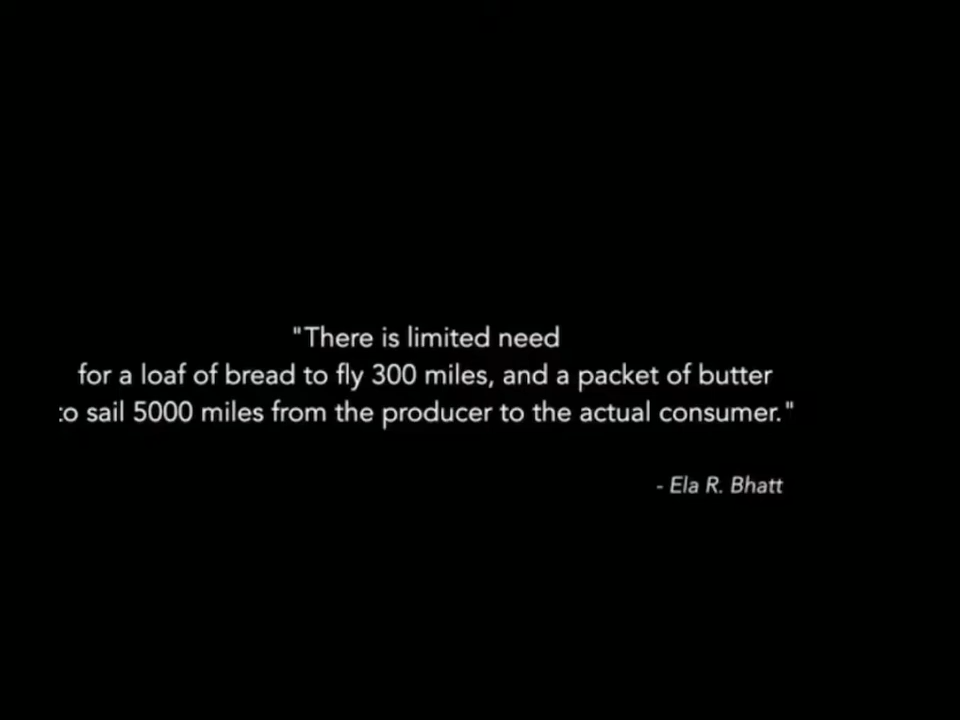 "There is limited need
for a loaf of bread to fly 300 miles, and a packet of butter
to sail 5000 miles from the producer to the actual consumer."
- Ela R. Bhatt